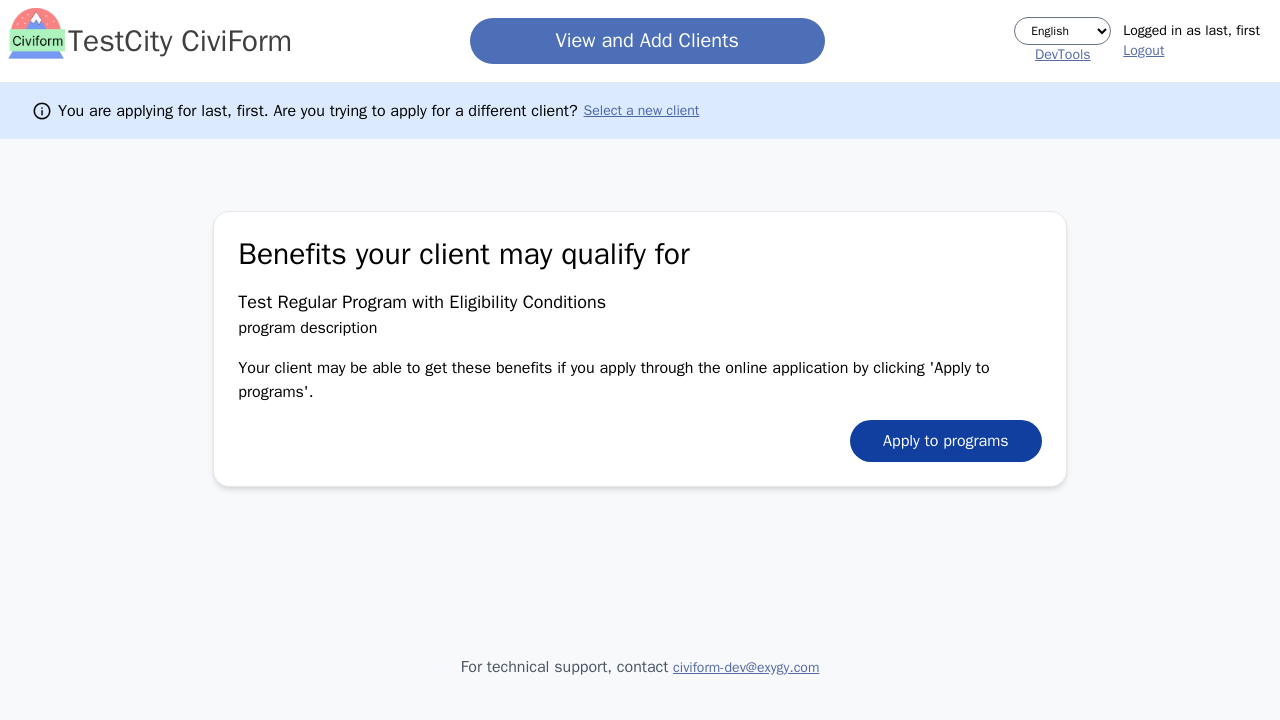 Civiform
TestCity CiviForm
View and Add Clients
English
DevTools
Logged in as last, first
Logout
You are applying for last, first. Are you trying to apply for a different client? Select a new client
Benefits your client may qualify for
Test Regular Program with Eligibility Conditions
program description
Your client may be able to get these benefits if you apply through the online application by clicking 'Apply to
programs'.
Apply to programs
For technical support, contact civiform-dev@exygy.com